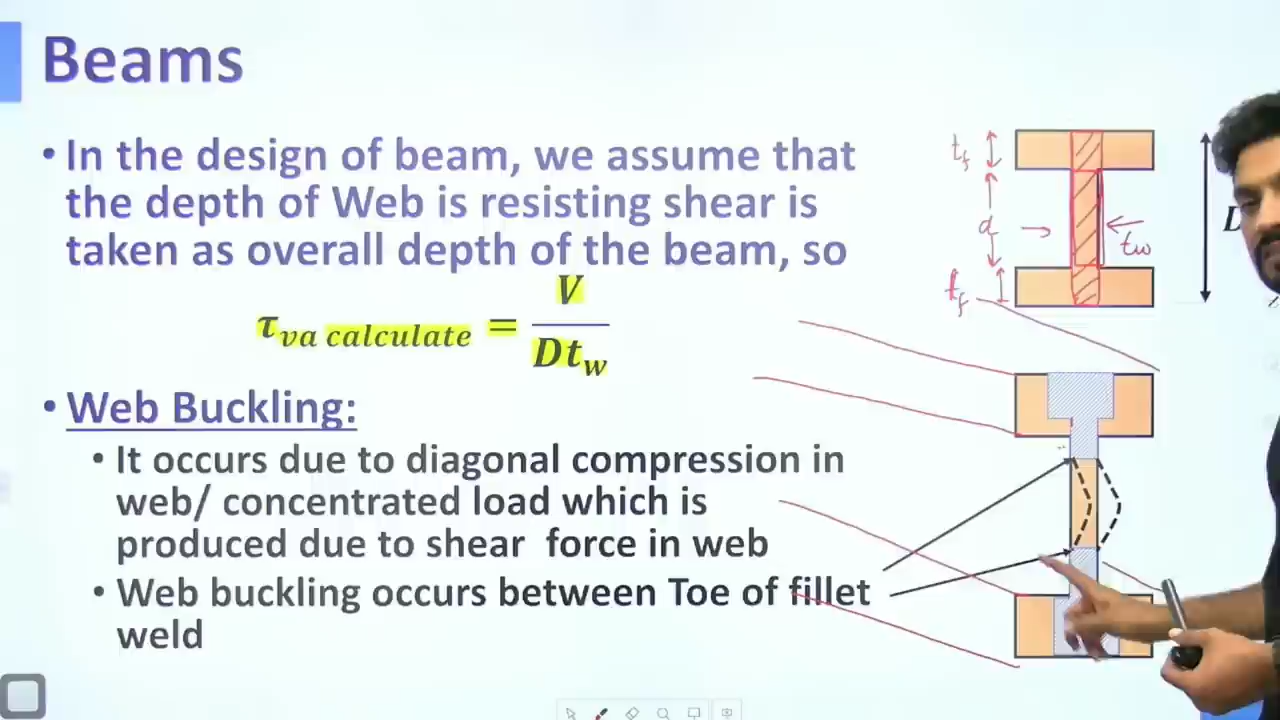 Beams
• In the design of beam, we assume that
the depth of Web is resisting shear is
taken as overall depth of the beam, so
τva calculate = V / Dtw
• Web Buckling:
• It occurs due to diagonal compression in
web/ concentrated load which is
produced due to shear force in web
• Web buckling occurs between Toe of fillet
weld
tf
d
tw
tf
D